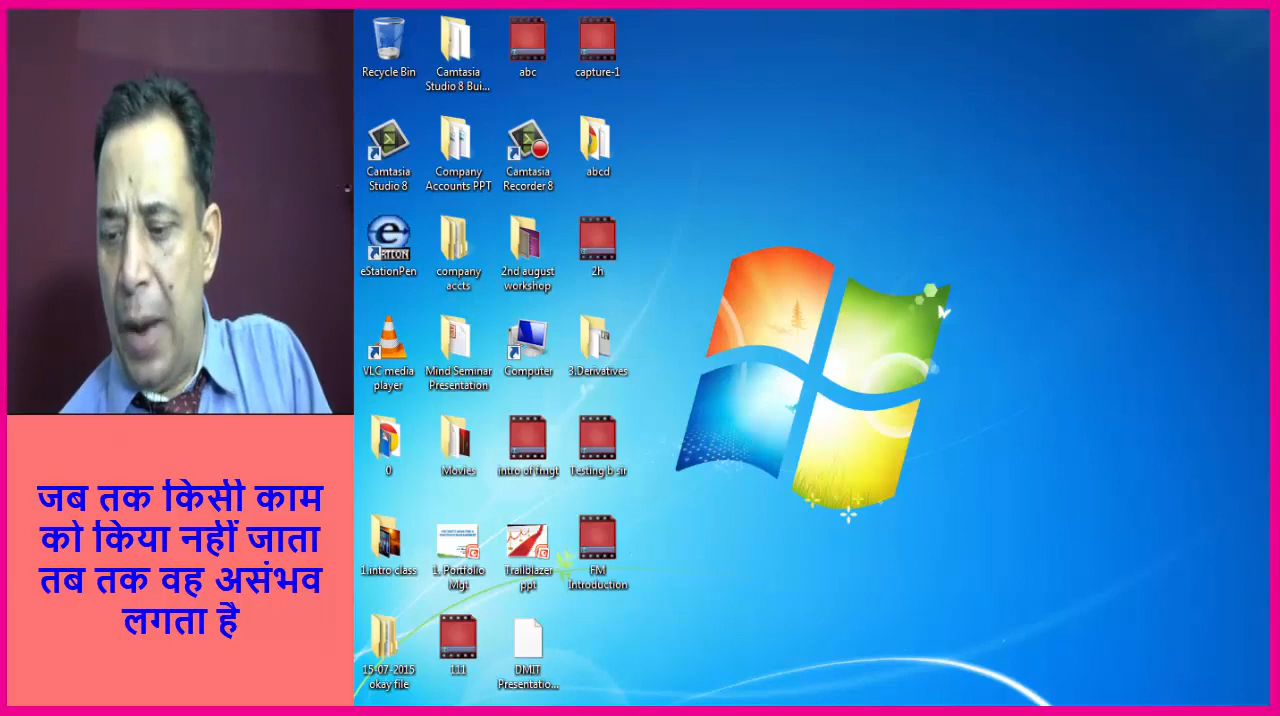 Recycle Bin
Camtasia
Studio 8 Bui...
abc
capture-1
Camtasia
Studio 8
Company
Accounts PPT
Camtasia
Recorder 8
abcd
eStationPen
company
accts
2nd august
workshop
2h
VLC media
player
Mind Seminar
Presentation
Computer
3.Derivatives
0
Movies
intro of fmgt
Testing b sir
1.intro class
1. Portfolio
Mgt
Trailblazer
ppt
FM
Introduction
15-07-2015
okay file
111
DMIT
Presentatio...
जब तक किसी काम
को किया नहीं जाता
तब तक वह असंभव
लगता है